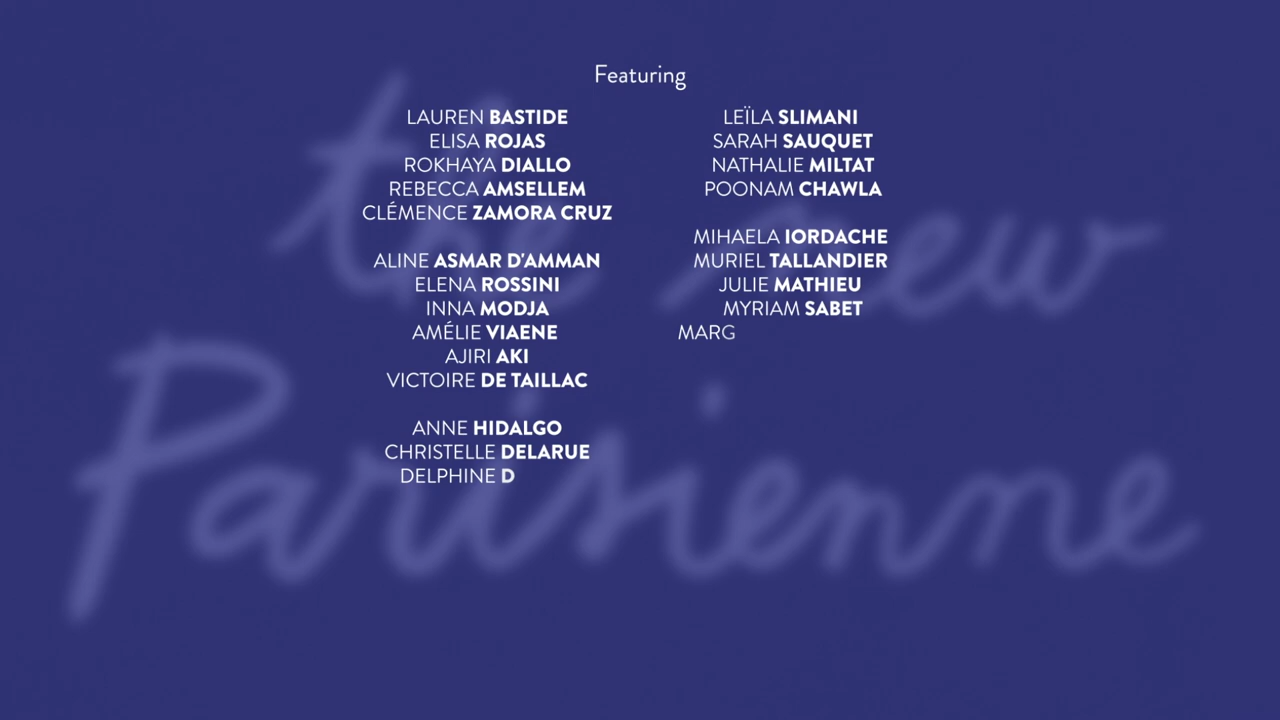 Featuring
LAUREN BASTIDE
ELISA ROJAS
ROKHAYA DIALLO
REBECCA AMSELLEM
CLÉMENCE ZAMORA CRUZ
ALINE ASMAR D'AMMAN
ELENA ROSSINI
INNA MODJA
AMÉLIE VIAENE
AJIRI AKI
VICTOIRE DE TAILLAC
ANNE HIDALGO
CHRISTELLE DELARUE
DELPHINE D
LEÏLA SLIMANI
SARAH SAUQUET
NATHALIE MILTAT
POONAM CHAWLA
MIHAELA IORDACHE
MURIEL TALLANDIER
JULIE MATHIEU
MYRIAM SABET
MARG
the new
Parisienne